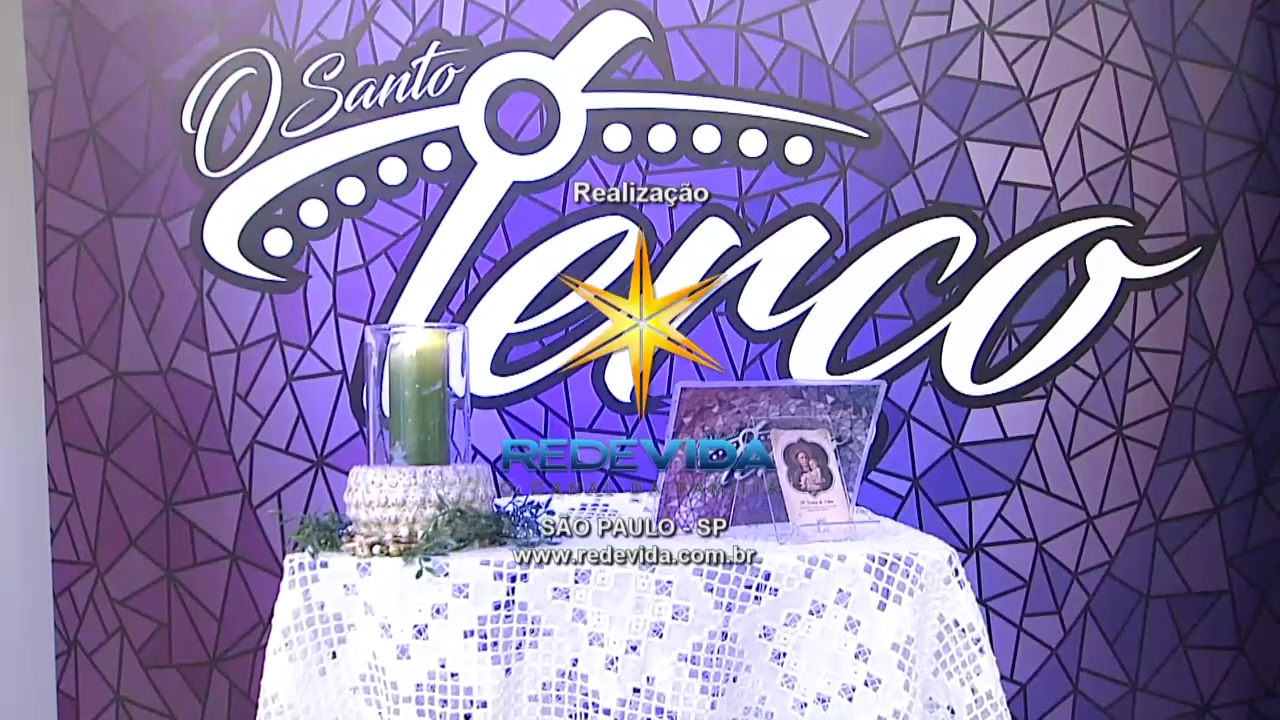 O Santo
Terço
Realização
REDEVIDA
SÃO PAULO - SP
www.redevida.com.br